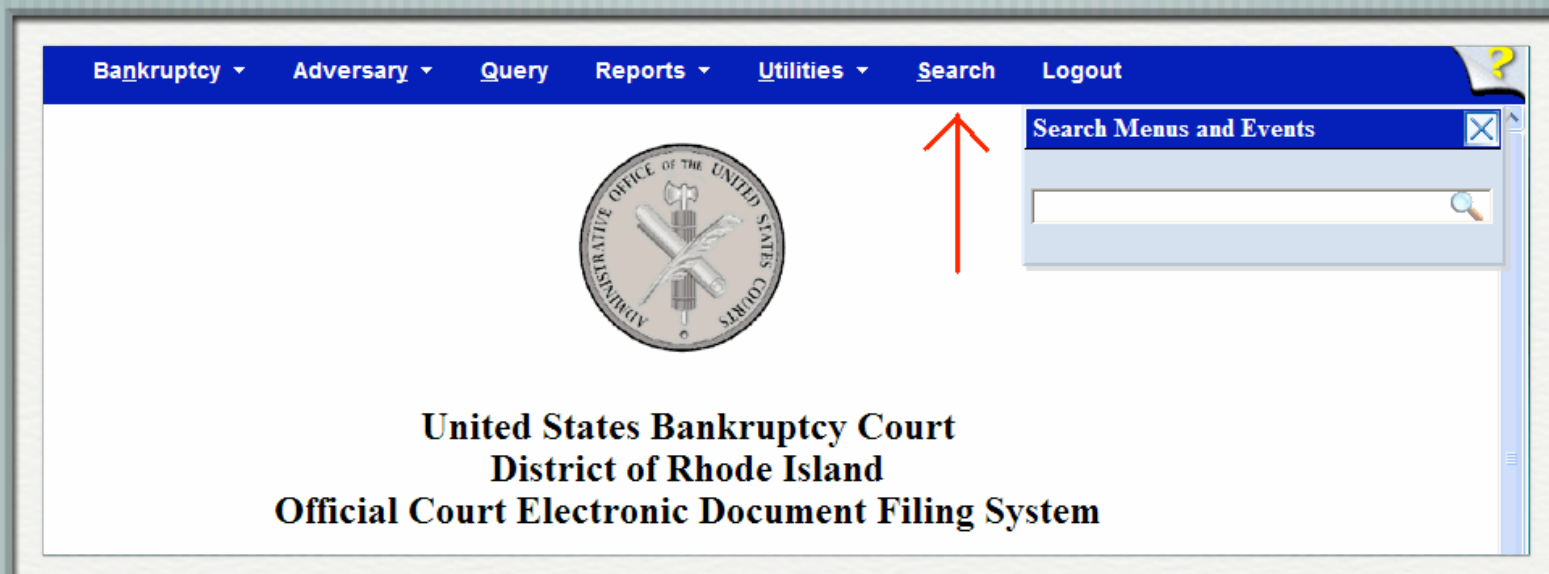 Bankruptcy Adversary Query Reports Utilities Search Logout ?
Search Menus and Events
ADMINISTRATIVE OFFICE OF THE UNITED STATES COURTS
United States Bankruptcy Court
District of Rhode Island
Official Court Electronic Document Filing System